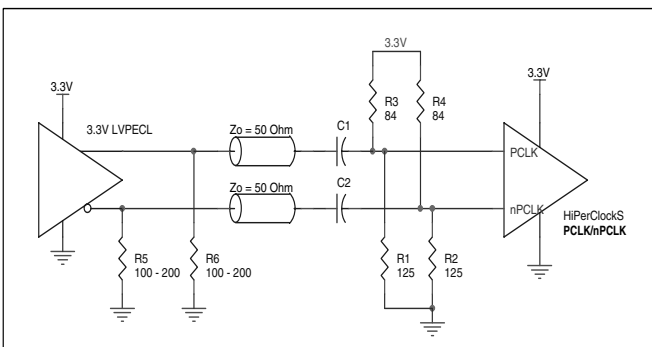 3.3V
3.3V
3.3V
3.3V LVPECL
R3
84
R4
84
Zo = 50 Ohm
C1
PCLK
Zo = 50 Ohm
C2
nPCLK
HiPerClockS
PCLK/nPCLK
R5
100 - 200
R6
100 - 200
R1
125
R2
125